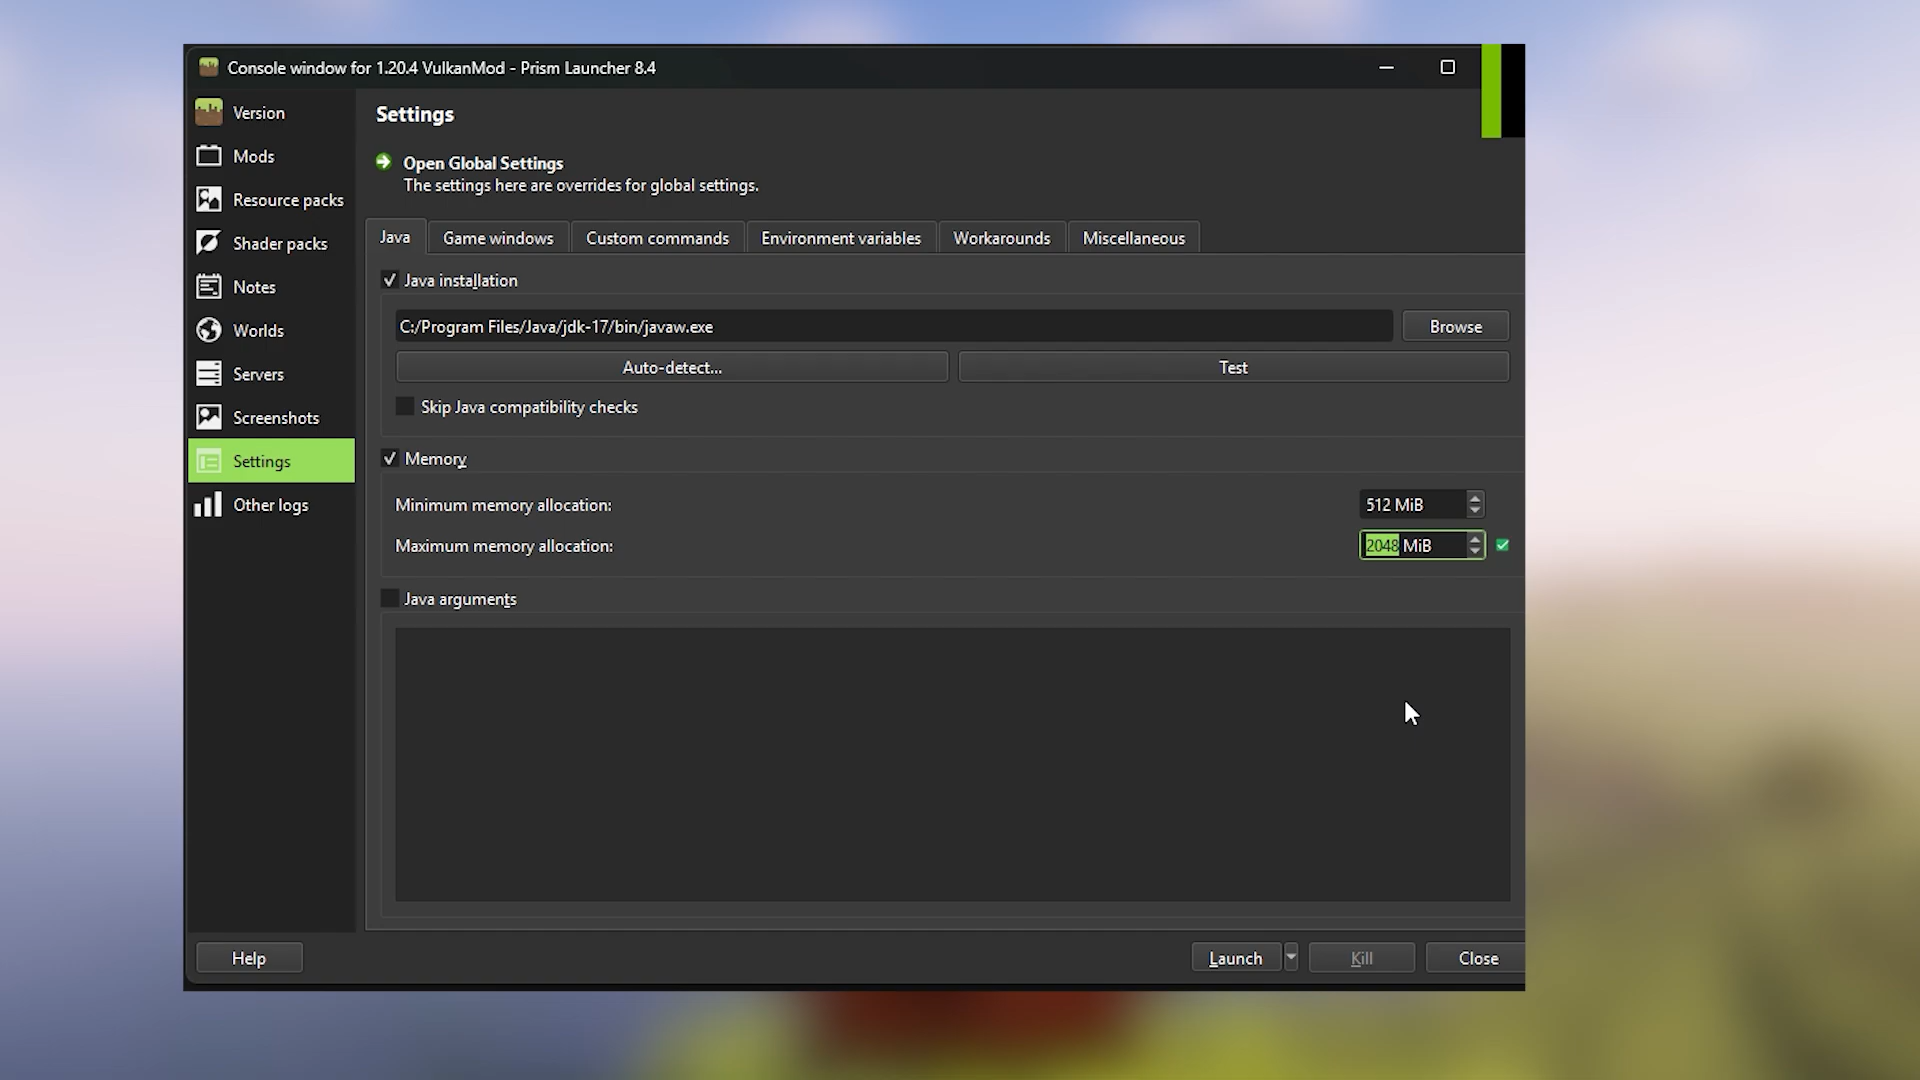 Console window for 1.20.4 VulkanMod - Prism Launcher 8.4
Version
Mods
Resource packs
Shader packs
Notes
Worlds
Servers
Screenshots
Settings
Other logs
Settings
Open Global Settings
The settings here are overrides for global settings.
Java Game windows Custom commands Environment variables Workarounds Miscellaneous
Java installation
C:/Program Files/Java/jdk-17/bin/javaw.exe Browse
Auto-detect... Test
Skip Java compatibility checks
Memory
Minimum memory allocation: 512 MiB
Maximum memory allocation: 2048 MiB
Java arguments
Help Launch Kill Close